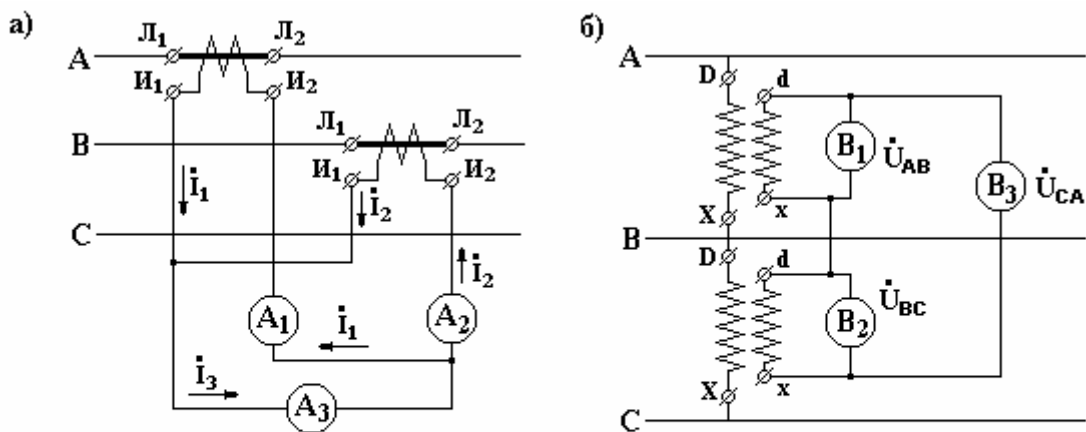 а)
Л₁
Л₂
A
И₁
И₂
Л₁
Л₂
B
И₁
И₂
İ₁
İ₂
C
İ₂
A₁
A₂
İ₁
İ₃
A₃
б)
A
D
d
B₁
U̇AB
B₃
U̇CA
X
x
B
D
d
U̇BC
B₂
X
x
C